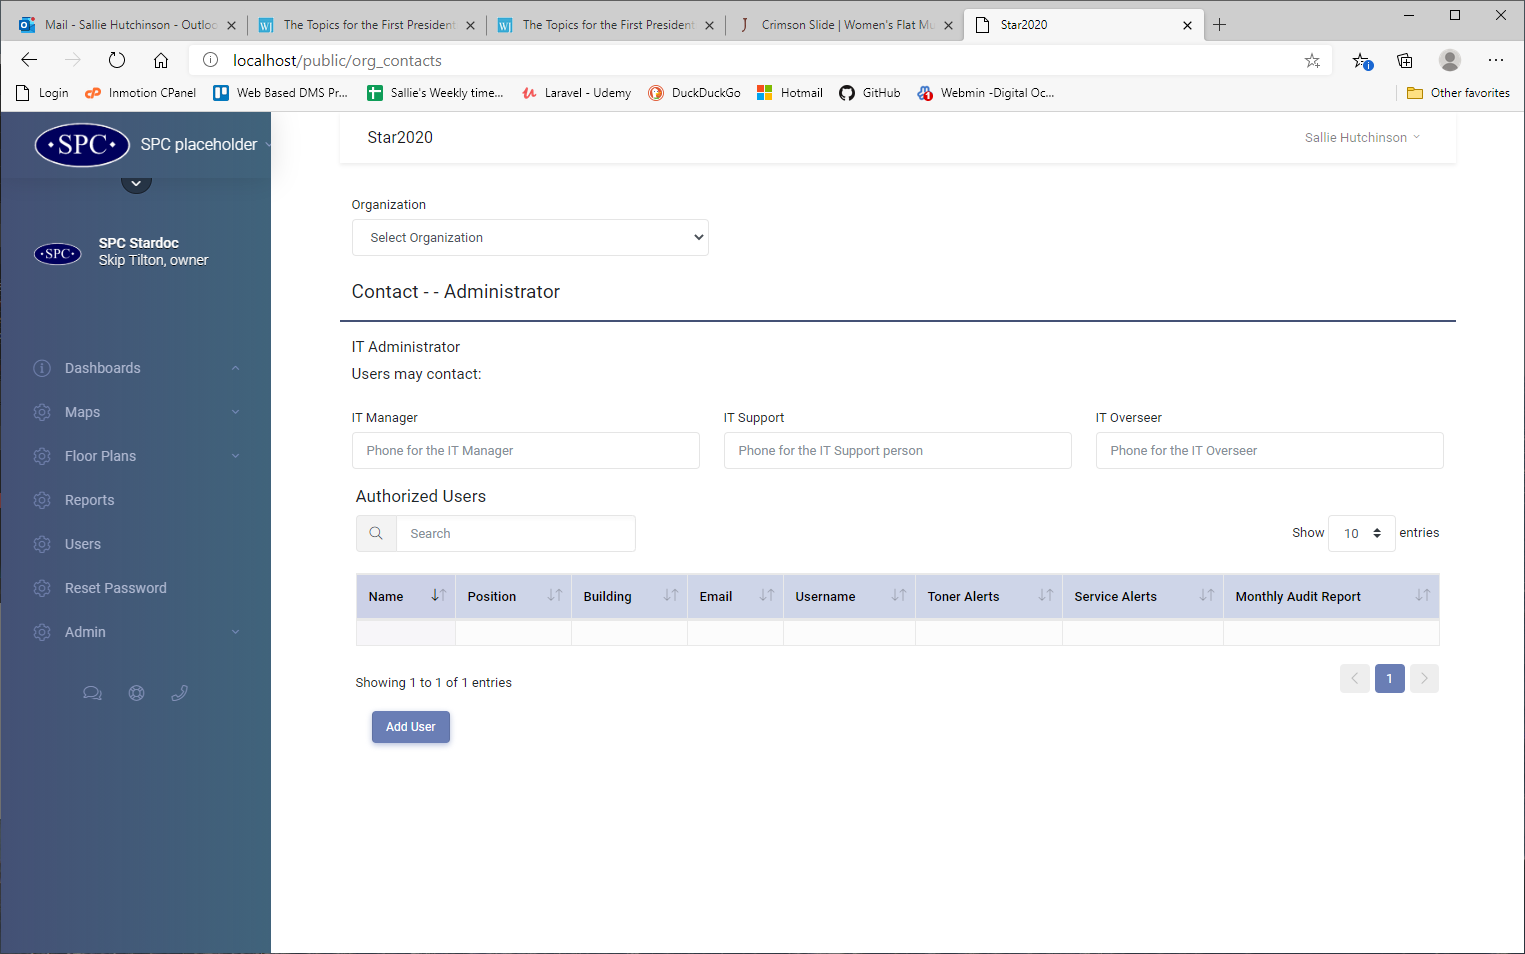 Mail - Sallie Hutchinson - Outloo
The Topics for the First President
The Topics for the First President
Crimson Slide | Women's Flat Mu
Star2020
localhost/public/org_contacts
Login
Inmotion CPanel
Web Based DMS Pr...
Sallie's Weekly time...
Laravel - Udemy
DuckDuckGo
Hotmail
GitHub
Webmin -Digital Oc...
Other favorites
SPC
SPC placeholder
Star2020
Sallie Hutchinson
SPC
SPC Stardoc
Skip Tilton, owner
Dashboards
Maps
Floor Plans
Reports
Users
Reset Password
Admin
Organization
Select Organization
Contact - - Administrator
IT Administrator
Users may contact:
IT Manager
IT Support
IT Overseer
Phone for the IT Manager
Phone for the IT Support person
Phone for the IT Overseer
Authorized Users
Search
Show 10 entries
Name
Position
Building
Email
Username
Toner Alerts
Service Alerts
Monthly Audit Report
Showing 1 to 1 of 1 entries
1
Add User